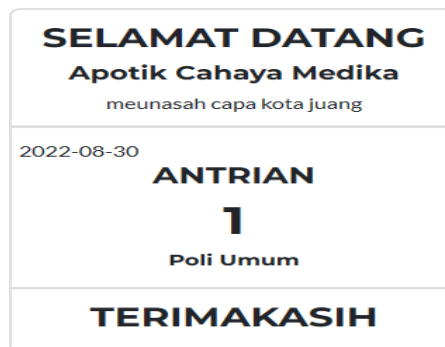 SELAMAT DATANG
Apotik Cahaya Medika
meunasah capa kota juang
2022-08-30
ANTRIAN
1
Poli Umum
TERIMAKASIH